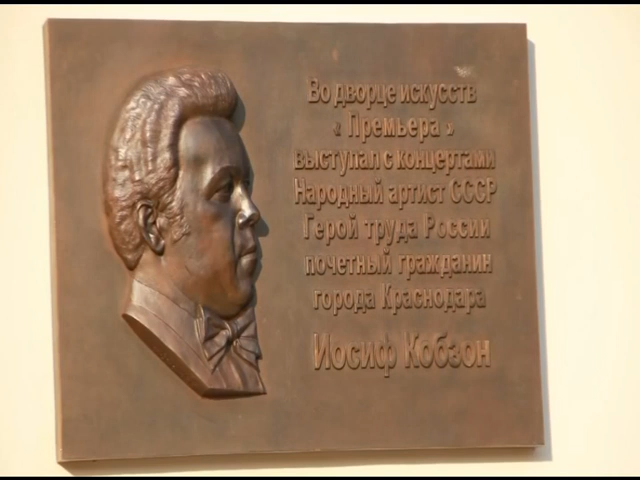 Во дворце искусств
« Премьера »
выступал с концертами
Народный артист СССР
Герой труда России
почетный гражданин
города Краснодара
Иосиф Кобзон